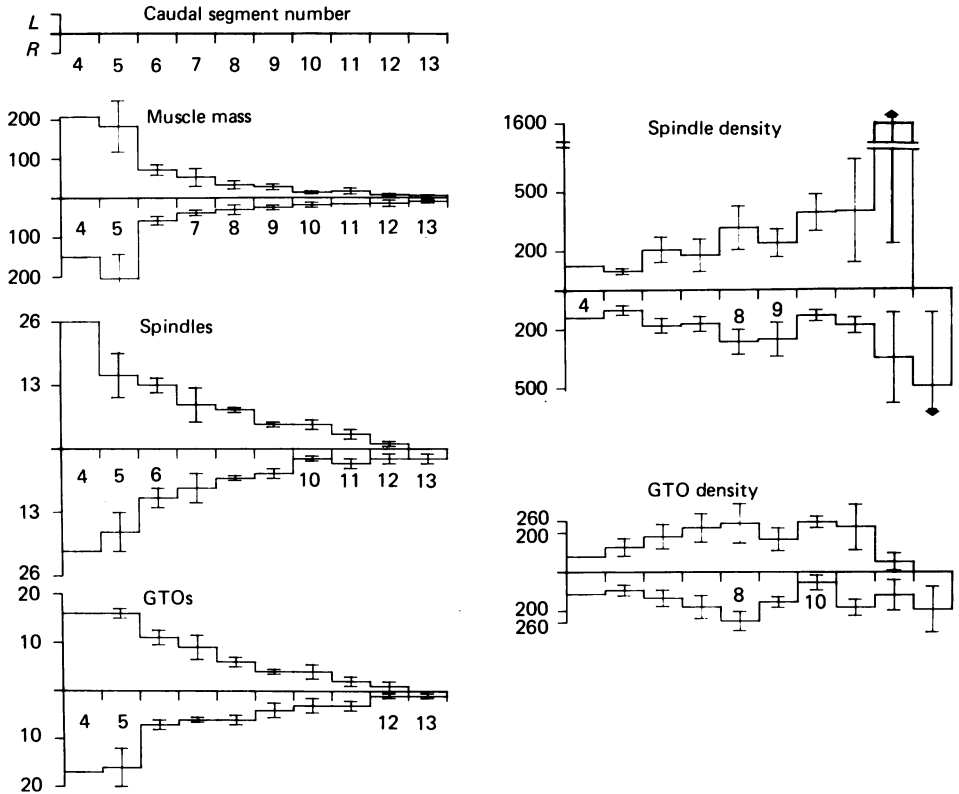 Caudal segment number
L
R
4 5 6 7 8 9 10 11 12 13
Muscle mass
200
100
4 5 7 8 9 10 11 12 13
100
200
Spindles
26
13
4 5 6 10 11 12 13
13
26
GTOs
20
10
4 5 12 13
10
20
Spindle density
1600
500
200
4 8 9
200
500
GTO density
260
200
8 10
200
260